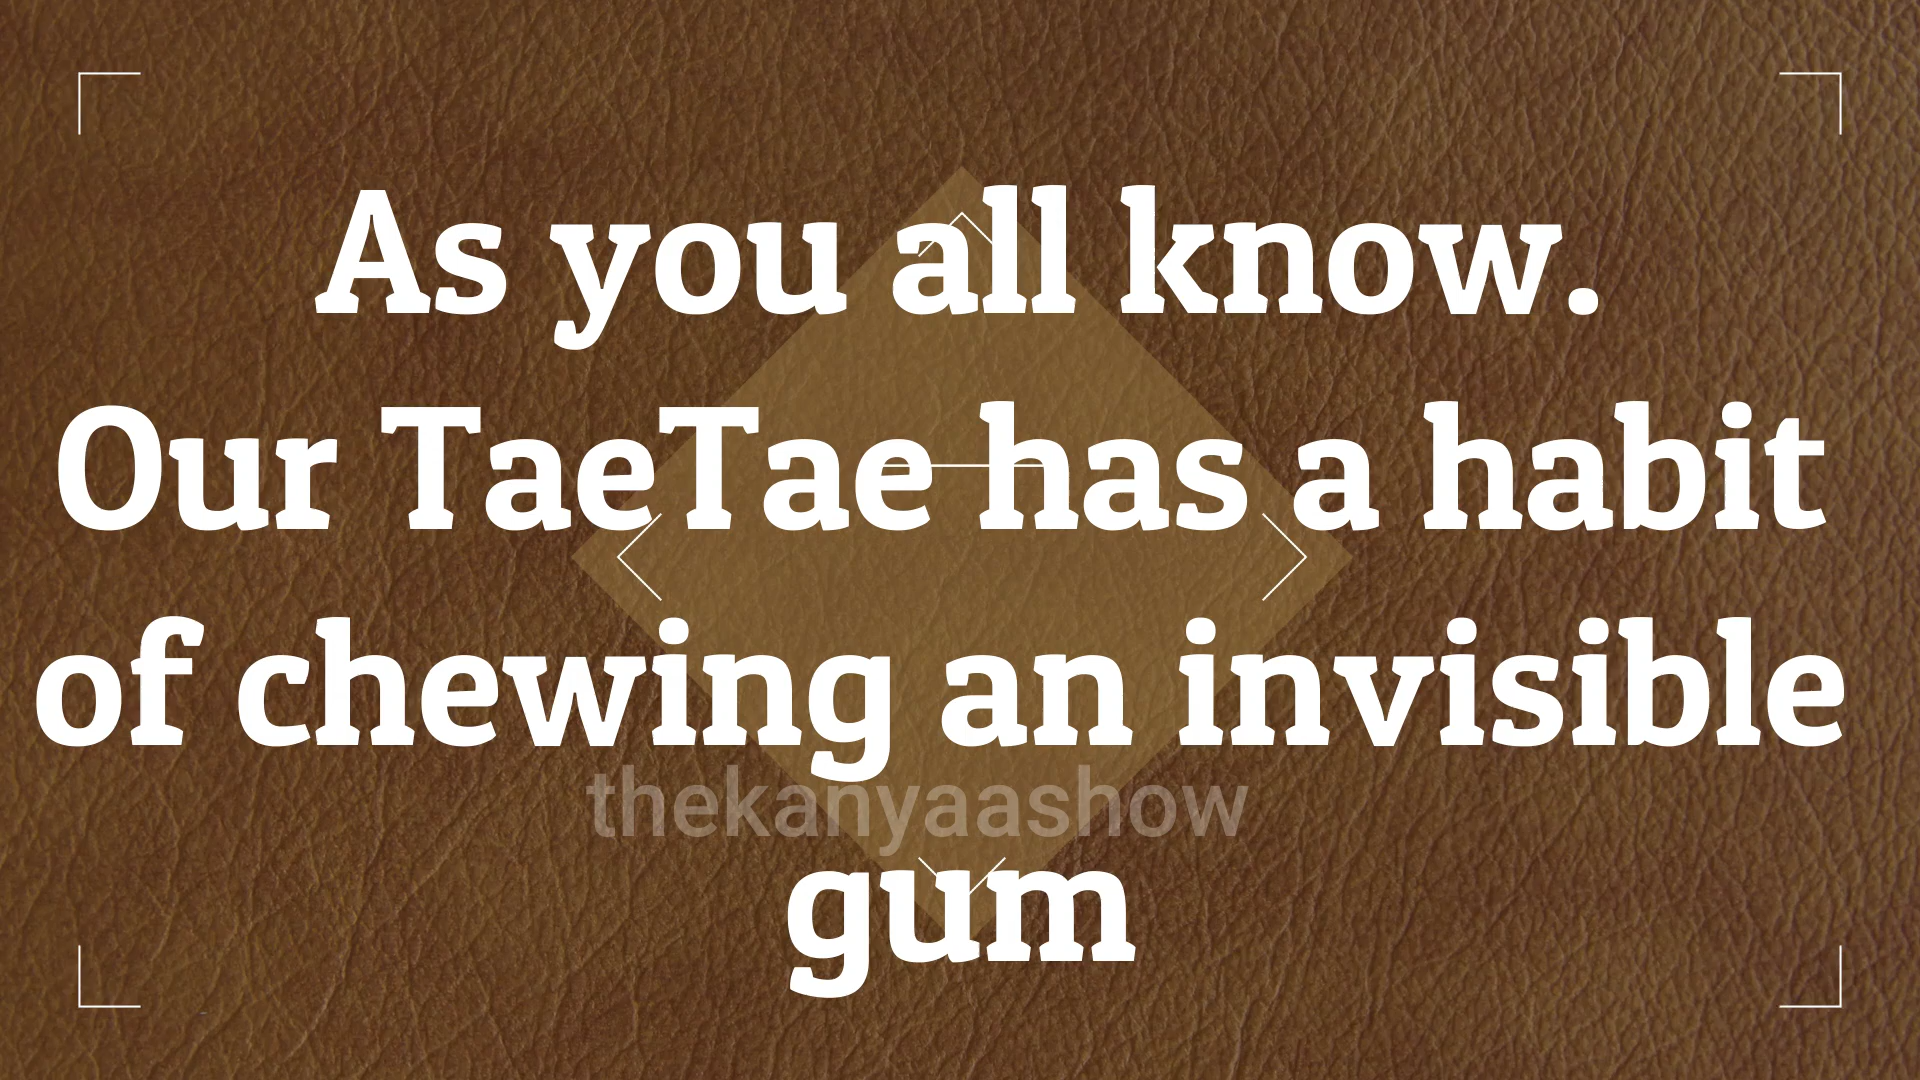 As you all know.
Our TaeTae has a habit
of chewing an invisible
thekanyaashow
gum